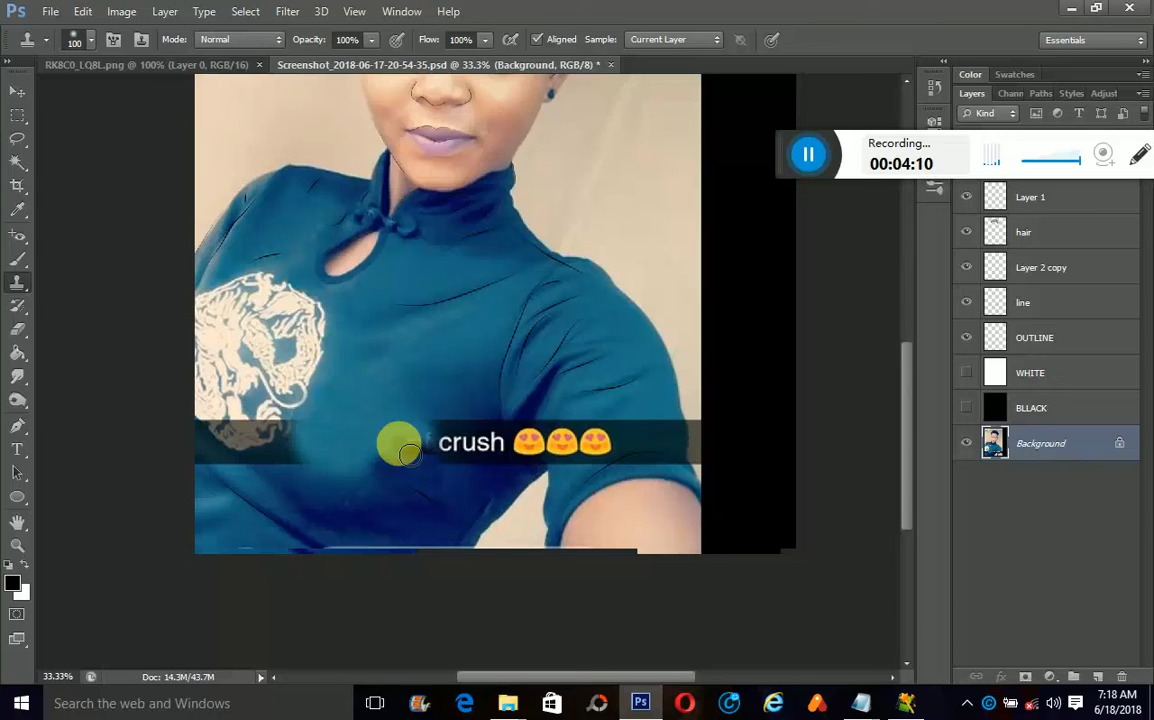 Ps File Edit Image Layer Type Select Filter 3D View Window Help
100 Mode: Normal Opacity: 100% Flow: 100% Aligned Sample: Current Layer Essentials
RK8C0_LQ8L.png @ 100% (Layer 0, RGB/16) × Screenshot_2018-06-17-20-54-35.psd @ 33.3% (Background, RGB/8) * ×
Color Swatches
Layers Chann Paths Styles Adjust
Kind
Recording...
00:04:10
Layer 1
hair
Layer 2 copy
line
OUTLINE
WHITE
BLLACK
Background
crush 😍😍😍
33.33% Doc: 14.3M/43.7M
Search the web and Windows
7:18 AM
6/18/2018